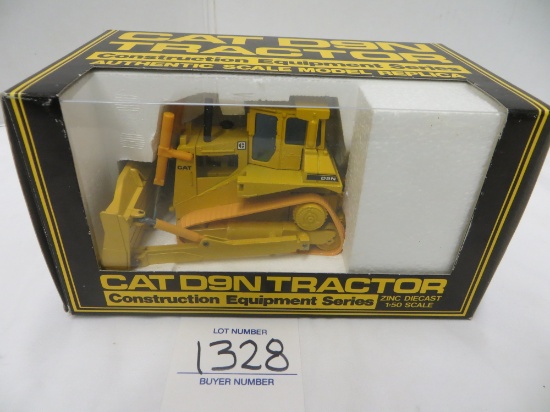 CAT D9N
TRACTOR
Construction Equipment Series
AUTHENTIC SCALE MODEL REPLICA
CAT
D9N
CAT D9N TRACTOR
Construction Equipment Series
ZINC DIECAST
1:50 SCALE
LOT NUMBER
1328
BUYER NUMBER